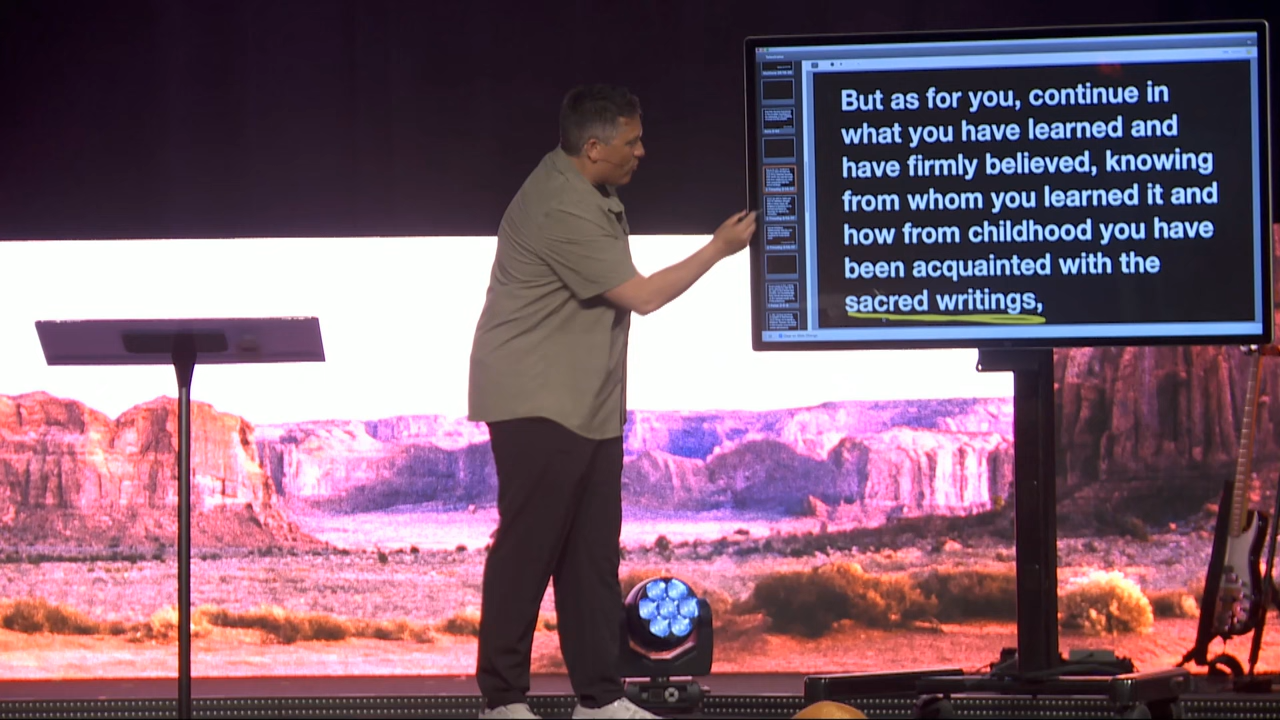 But as for you, continue in
what you have learned and
have firmly believed, knowing
from whom you learned it and
how from childhood you have
been acquainted with the
sacred writings,